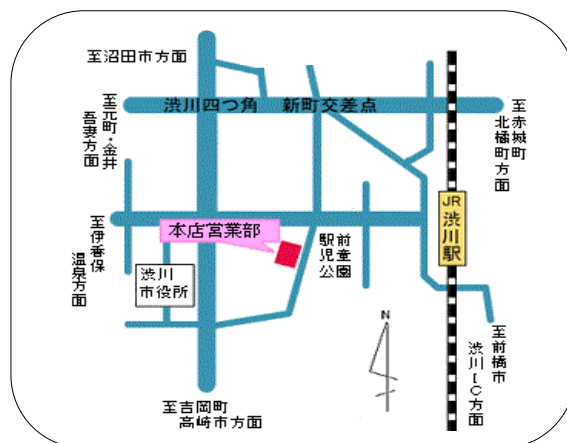 至沼田市方面
渋川四つ角
新町交差点
至元町・金井
吾妻方面
至赤城町
北橘町方面
JR
渋川駅
本店営業部
至伊香保
温泉方面
駅前
児童
公園
渋川
市役所
N
至前橋市
渋川IC方面
至吉岡町
高崎市方面